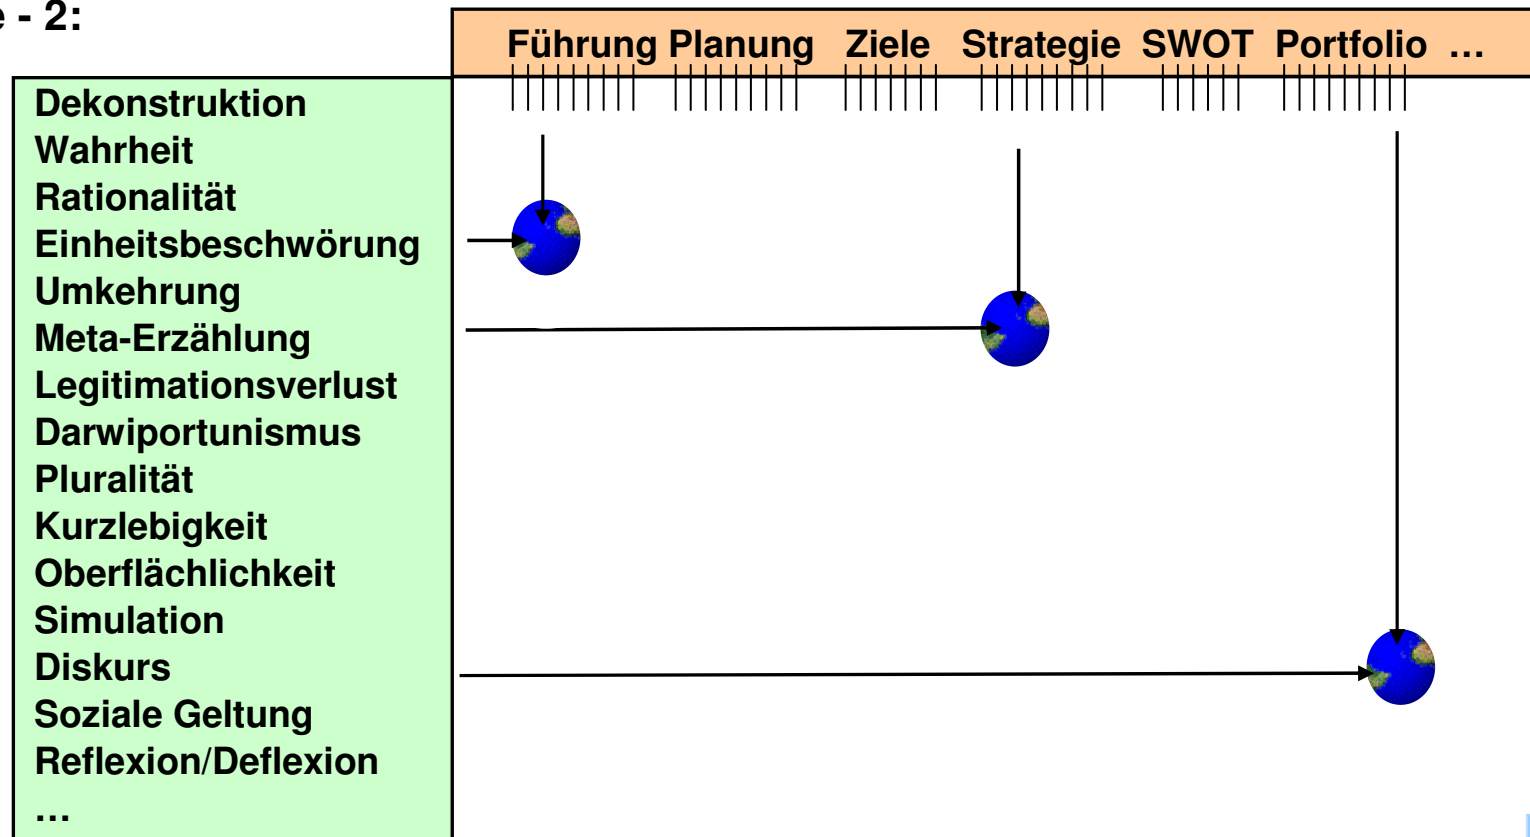 e - 2:
Führung Planung Ziele Strategie SWOT Portfolio …
Dekonstruktion
Wahrheit
Rationalität
Einheitsbeschwörung
Umkehrung
Meta-Erzählung
Legitimationsverlust
Darwiportunismus
Pluralität
Kurzlebigkeit
Oberflächlichkeit
Simulation
Diskurs
Soziale Geltung
Reflexion/Deflexion
…